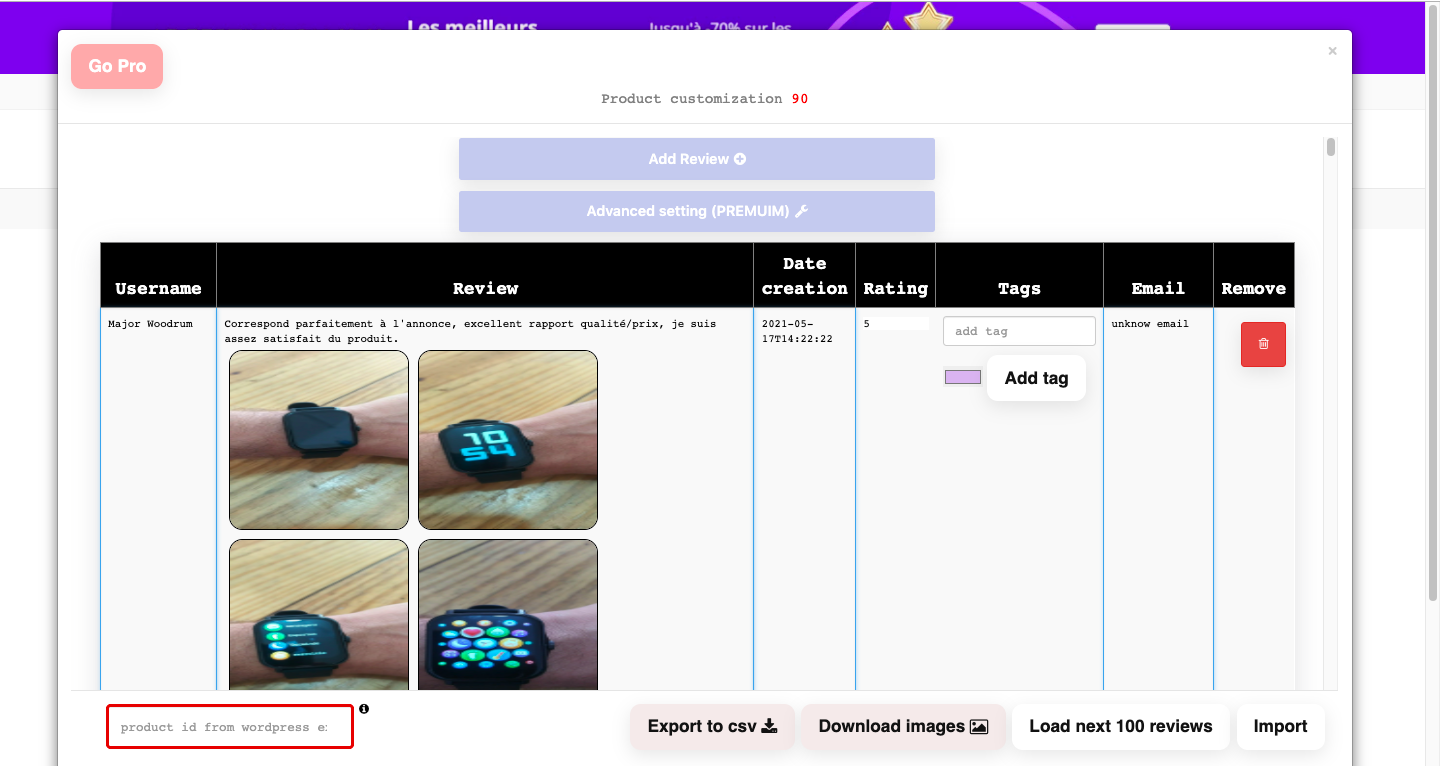 Les meilleurs
Jusqu'à -70% sur les
Go Pro
×
Product customization 90
Add Review
Advanced setting (PREMUIM)
Username
Review
Date
creation
Rating
Tags
Email
Remove
Major Woodrum
Correspond parfaitement à l'annonce, excellent rapport qualité/prix, je suis
assez satisfait du produit.
2021-05-
17T14:22:22
5
add tag
unknow email
Add tag
10
54
product id from wordpress e
Export to csv
Download images
Load next 100 reviews
Import